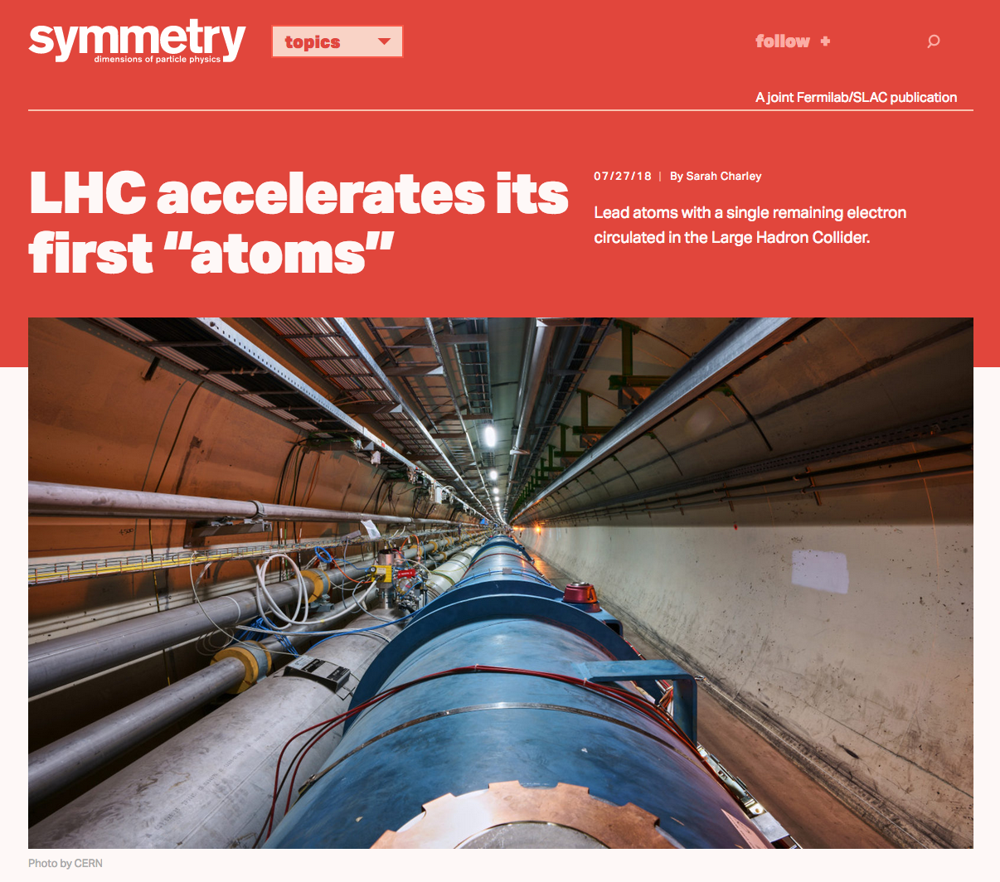 symmetry
dimensions of particle physics
topics
follow +
A joint Fermilab/SLAC publication
LHC accelerates its
first “atoms”
07/27/18 | By Sarah Charley
Lead atoms with a single remaining electron
circulated in the Large Hadron Collider.
Photo by CERN